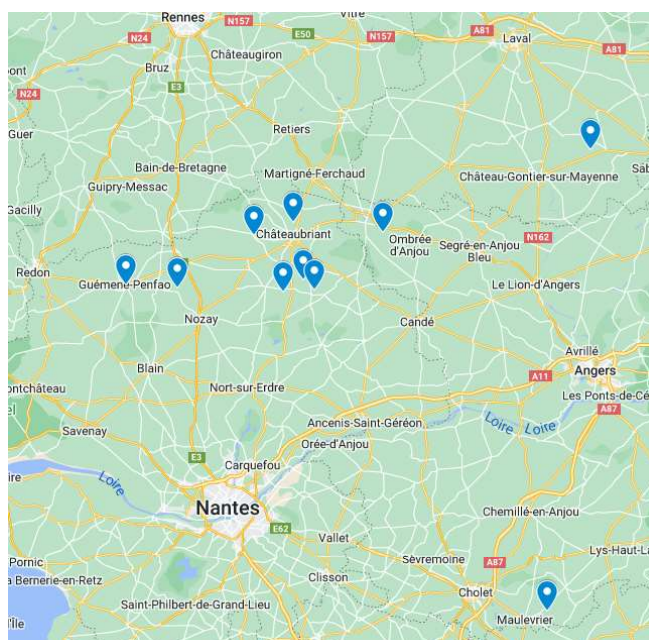 Rennes
N157
Vitré
A81
Laval
E50
N157
A81
N24
Châteaugiron
Bruz
E3
N24
Guer
Retiers
Bain-de-Bretagne
Martigné-Ferchaud
Château-Gontier-sur-Mayenne
Guipry-Messac
Gacilly
Châteaubriant
Ombrée
d'Anjou
Segré-en-Anjou
Bleu
N162
Redon
Guémené-Penfao
Le Lion-d'Angers
Nozay
Candé
Avrillé
Blain
Angers
A11
Nort-sur-Erdre
Les Ponts-de-Cé
A87
ontchâteau
Ancenis-Saint-Géréon
Loire
Loire
Savenay
Orée-d'Anjou
E3
Carquefou
Loire
Nantes
Chemillé-en-Anjou
E62
Vallet
Lys-Haut-La
Pornic
Sèvremoine
A87
a Bernerie-en-Retz
Clisson
Cholet
Saint-Philbert-de-Grand-Lieu
Maulevrier
l'Île